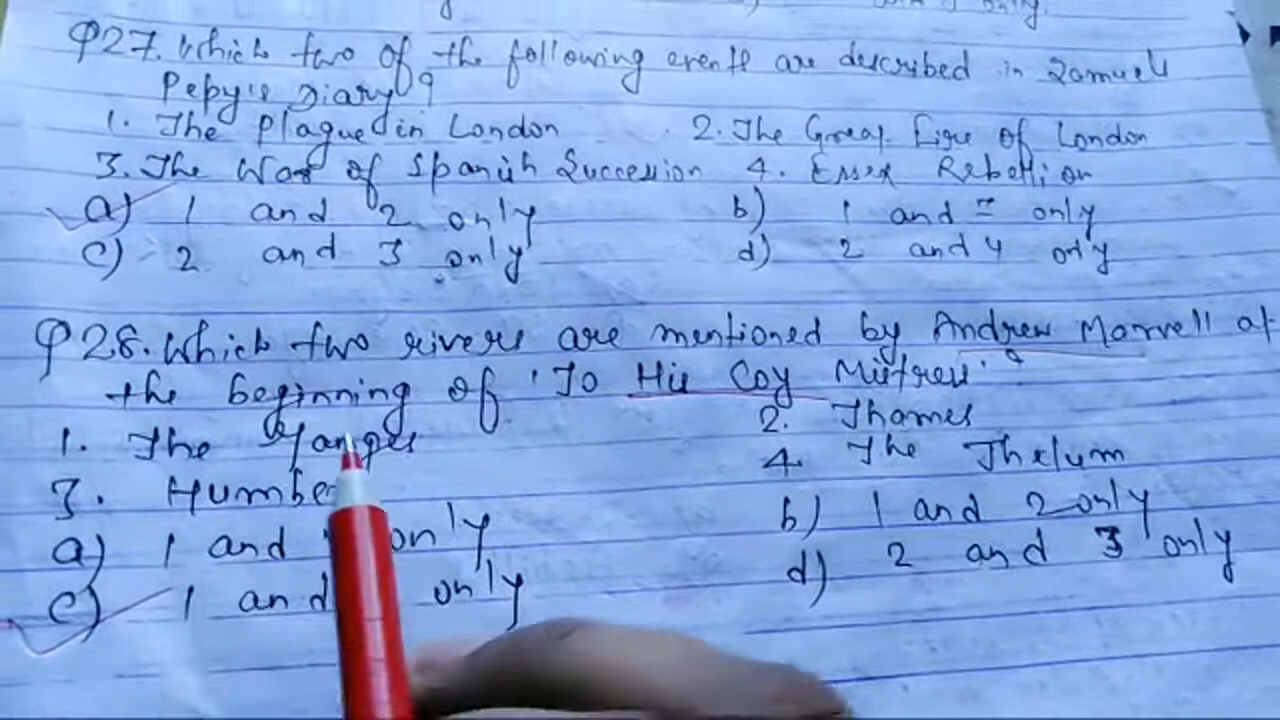 Q27. Which two of the following events are described in Samuel
Pepy's Diary?
1. The Plague in London 2. The Great Fire of London
3. The War of Spanish Succession 4. Essex Rebellion
a) 1 and 2 only b) 1 and only
c) 2 and 3 only d) 2 and 4 only
Q28. Which two rivers are mentioned by Andrew Marvell at
the beginning of 'To His Coy Mistress'?
1. The Ganges 2. Thames
3. Humber 4. The Jhelum
a) 1 and only b) 1 and 2 only
c) 1 and only d) 2 and 3 only